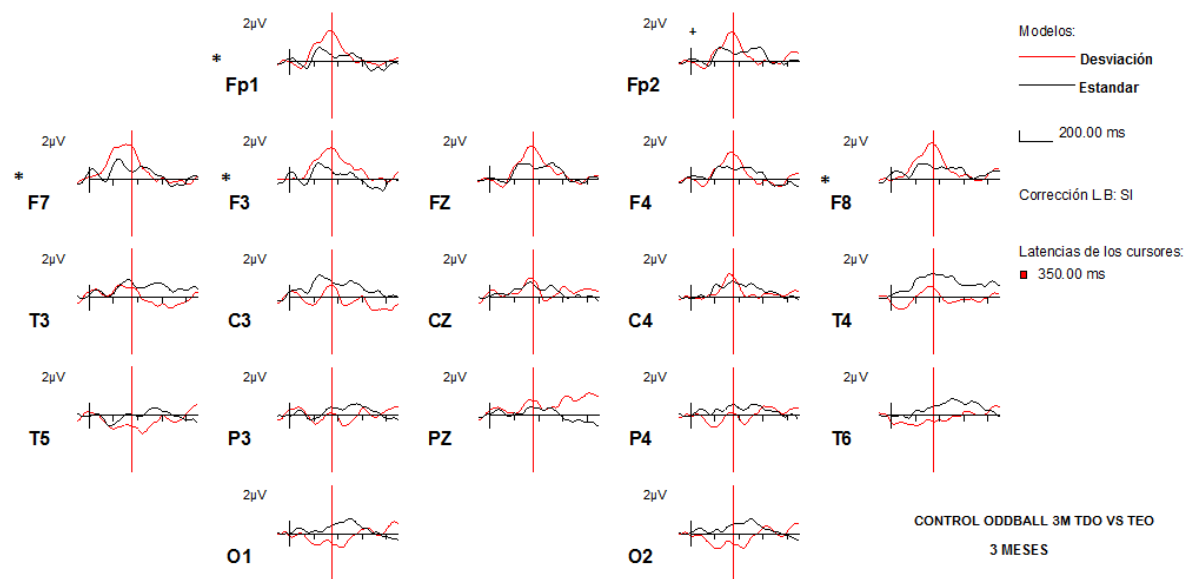 2µV
2µV
+
Modelos:
*
Desviación
Fp1
Fp2
Estandar
2µV
2µV
2µV
2µV
2µV
200.00 ms
*
*
*
F7
F3
FZ
F4
F8
Corrección L.B: SI
2µV
2µV
2µV
2µV
2µV
Latencias de los cursores:
350.00 ms
T3
C3
CZ
C4
T4
2µV
2µV
2µV
2µV
2µV
T5
P3
PZ
P4
T6
2µV
2µV
CONTROL ODDBALL 3M TDO VS TEO
3 MESES
O1
O2